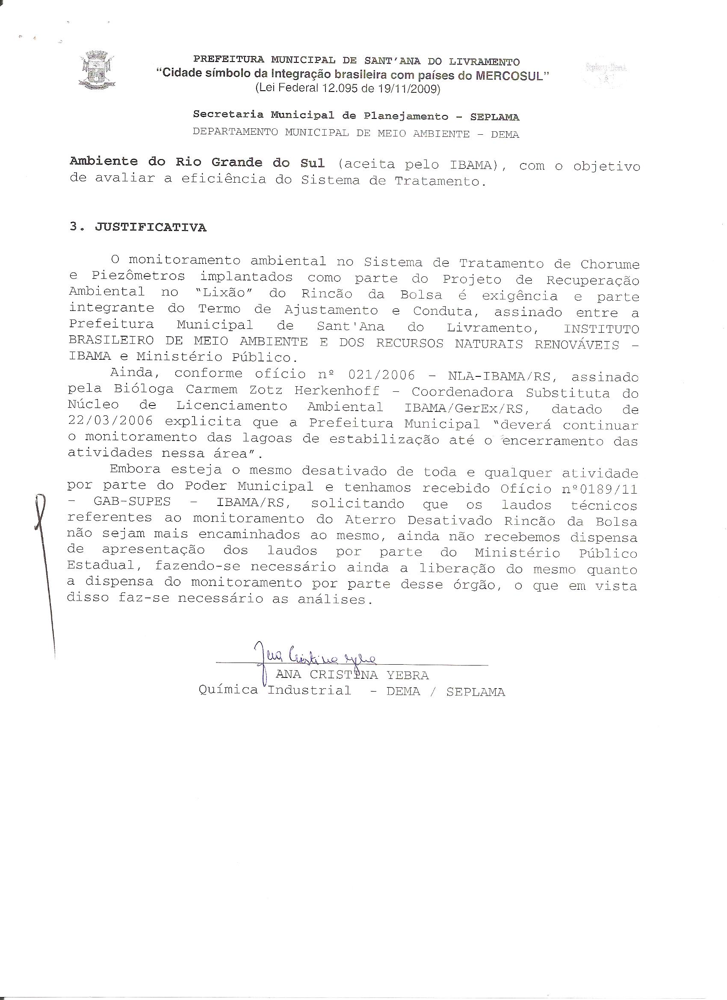 PREFEITURA MUNICIPAL DE SANT'ANA DO LIVRAMENTO
“Cidade símbolo da Integração brasileira com países do MERCOSUL”
(Lei Federal 12.095 de 19/11/2009)
Secretaria Municipal de Planejamento – SEPLAMA
DEPARTAMENTO MUNICIPAL DE MEIO AMBIENTE – DEMA
Ambiente do Rio Grande do Sul (aceita pelo IBAMA), com o objetivo
de avaliar a eficiência do Sistema de Tratamento.
3. JUSTIFICATIVA
O monitoramento ambiental no Sistema de Tratamento de Chorume
e Piezômetros implantados como parte do Projeto de Recuperação
Ambiental no “Lixão” do Rincão da Bolsa é exigência e parte
integrante do Termo de Ajustamento e Conduta, assinado entre a
Prefeitura Municipal de Sant'Ana do Livramento, INSTITUTO
BRASILEIRO DE MEIO AMBIENTE E DOS RECURSOS NATURAIS RENOVÁVEIS –
IBAMA e Ministério Público.
Ainda, conforme ofício nº 021/2006 – NLA-IBAMA/RS, assinado
pela Bióloga Carmem Zotz Herkenhoff – Coordenadora Substituta do
Núcleo de Licenciamento Ambiental IBAMA/GerEx/RS, datado de
22/03/2006 explicita que a Prefeitura Municipal “deverá continuar
o monitoramento das lagoas de estabilização até o encerramento das
atividades nessa área”.
Embora esteja o mesmo desativado de toda e qualquer atividade
por parte do Poder Municipal e tenhamos recebido Ofício nº0189/11
– GAB-SUPES – IBAMA/RS, solicitando que os laudos técnicos
referentes ao monitoramento do Aterro Desativado Rincão da Bolsa
não sejam mais encaminhados ao mesmo, ainda não recebemos dispensa
de apresentação dos laudos por parte do Ministério Público
Estadual, fazendo-se necessário ainda a liberação do mesmo quanto
a dispensa do monitoramento por parte desse órgão, o que em vista
disso faz-se necessário as análises.
Ana Cristina Yebra
ANA CRISTINA YEBRA
Química Industrial - DEMA / SEPLAMA